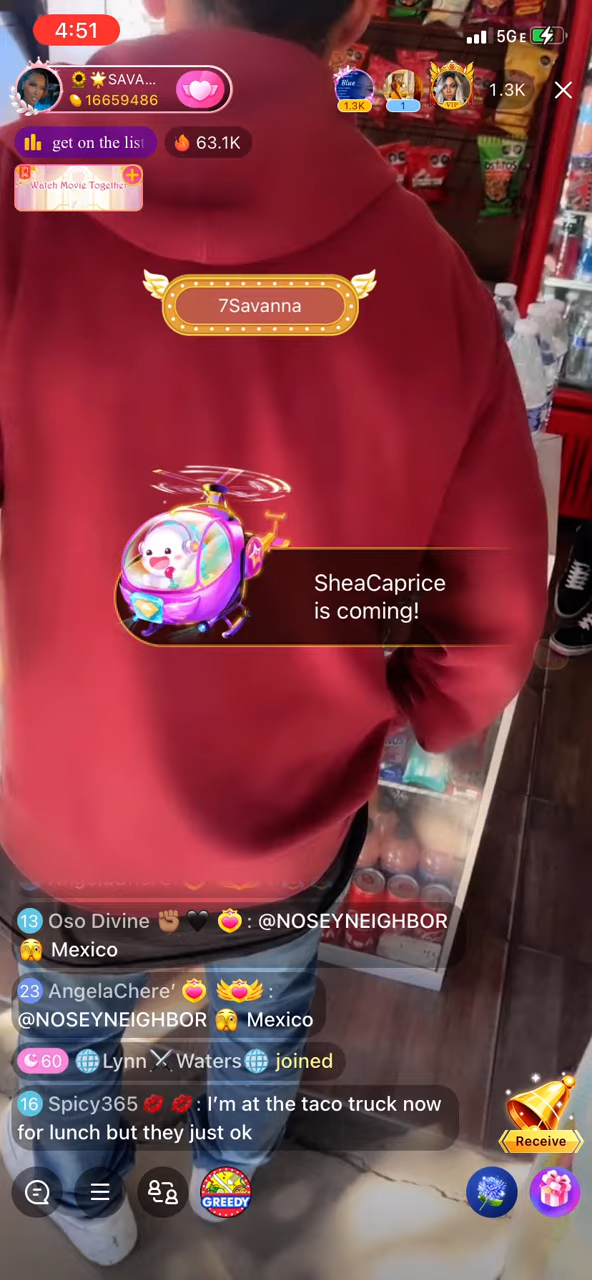 4:51
5GE
🌻🌟SAVA...
16659486
Blue
1.3K
1
VIP
1.3K
get on the list
63.1K
Watch Movie Together
7Savanna
SheaCaprice
is coming!
13 Oso Divine ✊🏾 🖤 : @NOSEYNEIGHBOR
🫣 Mexico
23 AngelaChere' :
@NOSEYNEIGHBOR 🫣 Mexico
60 🌐Lynn⚔Waters🌐 joined
16 Spicy365 💋 💋 : I'm at the taco truck now
for lunch but they just ok
Receive
GREEDY